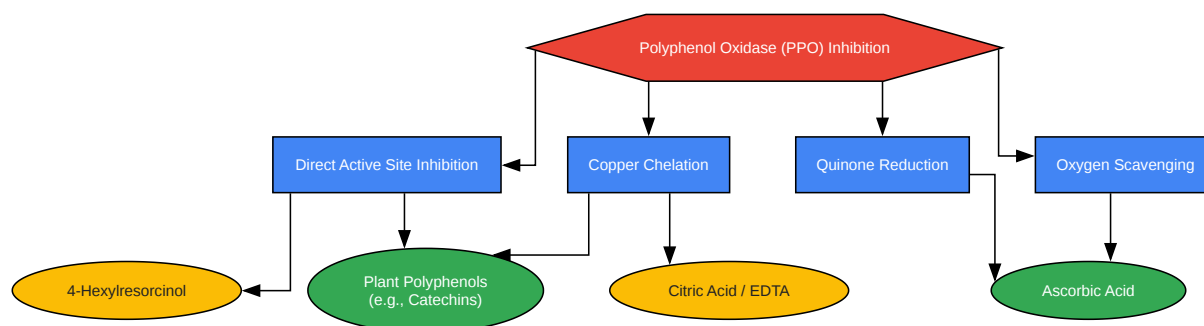 Polyphenol Oxidase (PPO) Inhibition
Direct Active Site Inhibition
Copper Chelation
Quinone Reduction
Oxygen Scavenging
4-Hexylresorcinol
Plant Polyphenols
(e.g., Catechins)
Citric Acid / EDTA
Ascorbic Acid